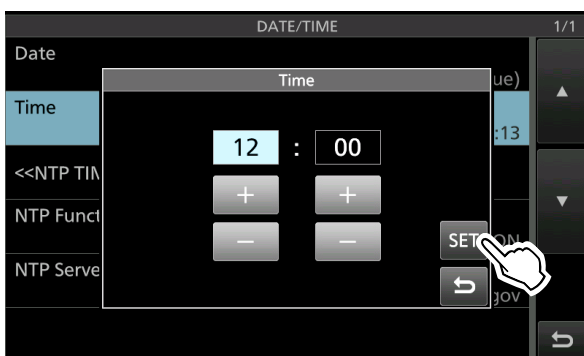 DATE/TIME 1/1
Date
ue)
Time
Time
:13
12 : 00
<<NTP TIM
+ +
NTP Funct
- -
SET ON
NTP Serve
gov